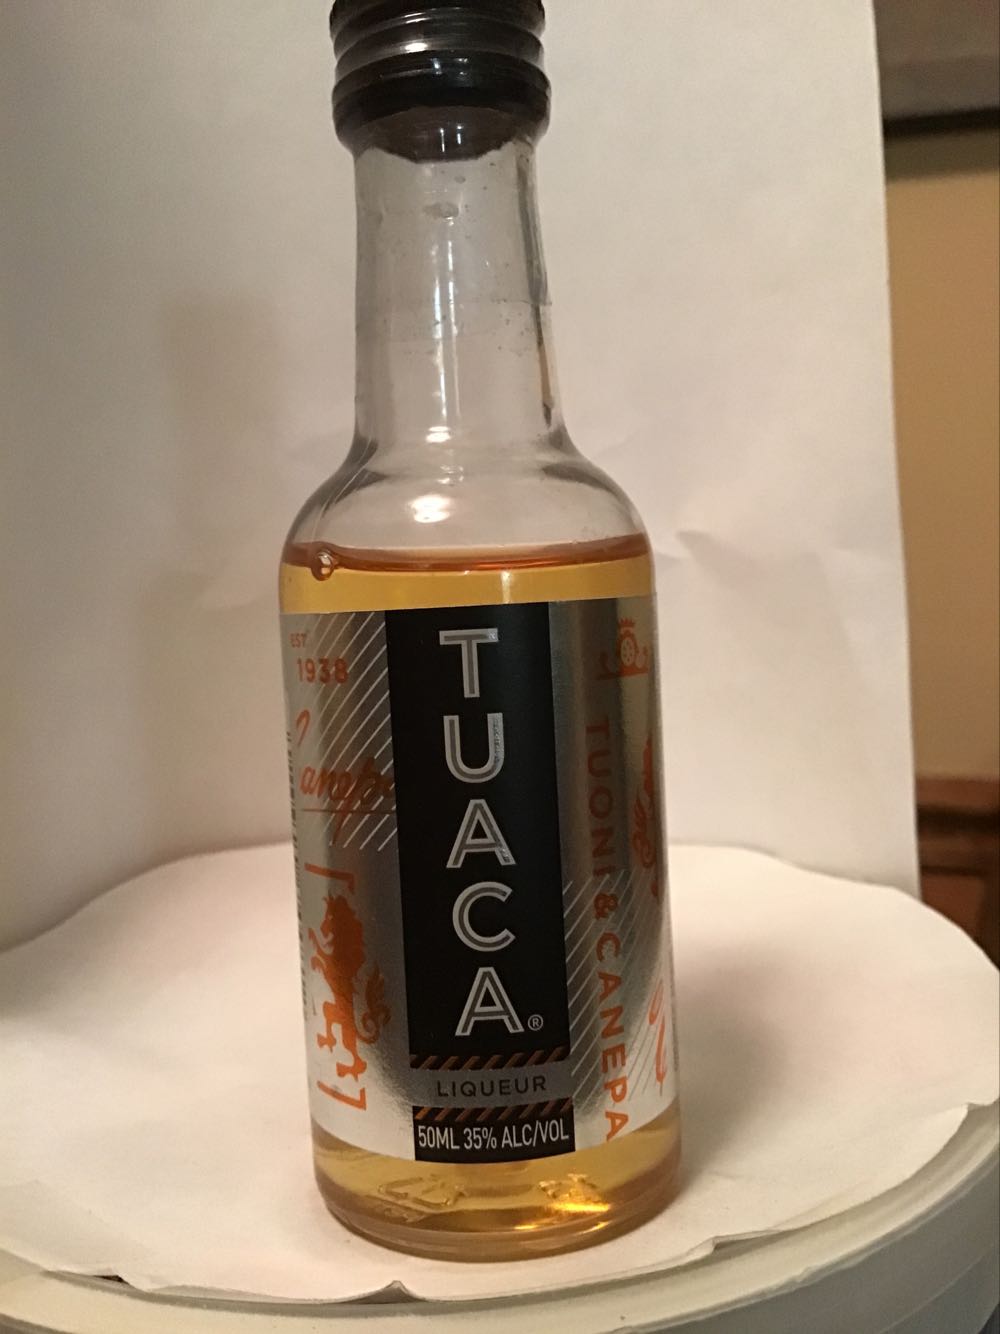 EST
1938
TUACA®
LIQUEUR
50ML 35% ALC/VOL
TUONI & CANEPA